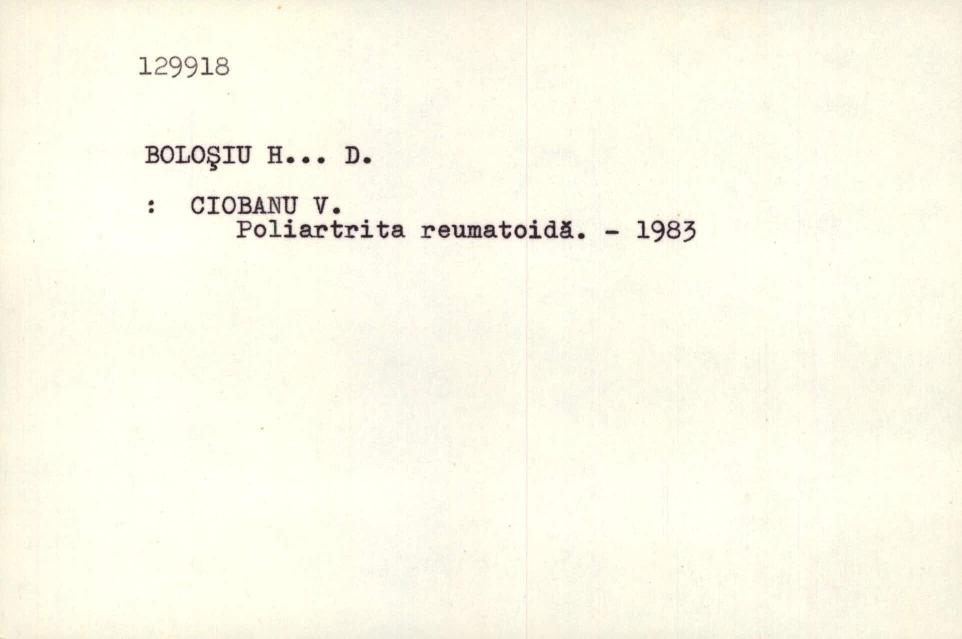 129918
BOLOŞIU H... D.
: CIOBANU V.
Poliartrita reumatoidă. - 1983